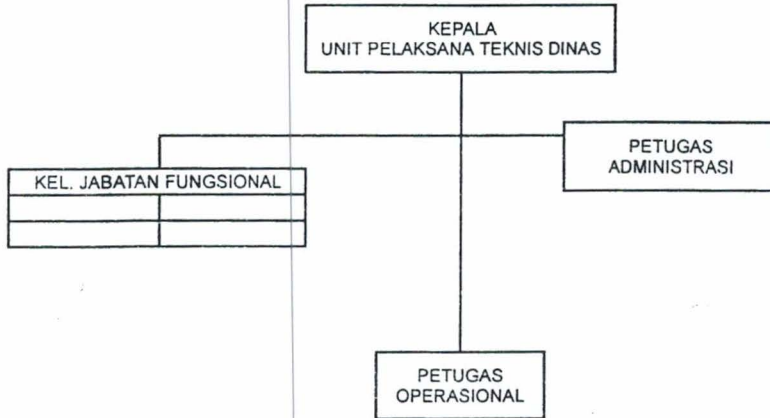 KEPALA
UNIT PELAKSANA TEKNIS DINAS
PETUGAS
ADMINISTRASI
KEL. JABATAN FUNGSIONAL
PETUGAS
OPERASIONAL